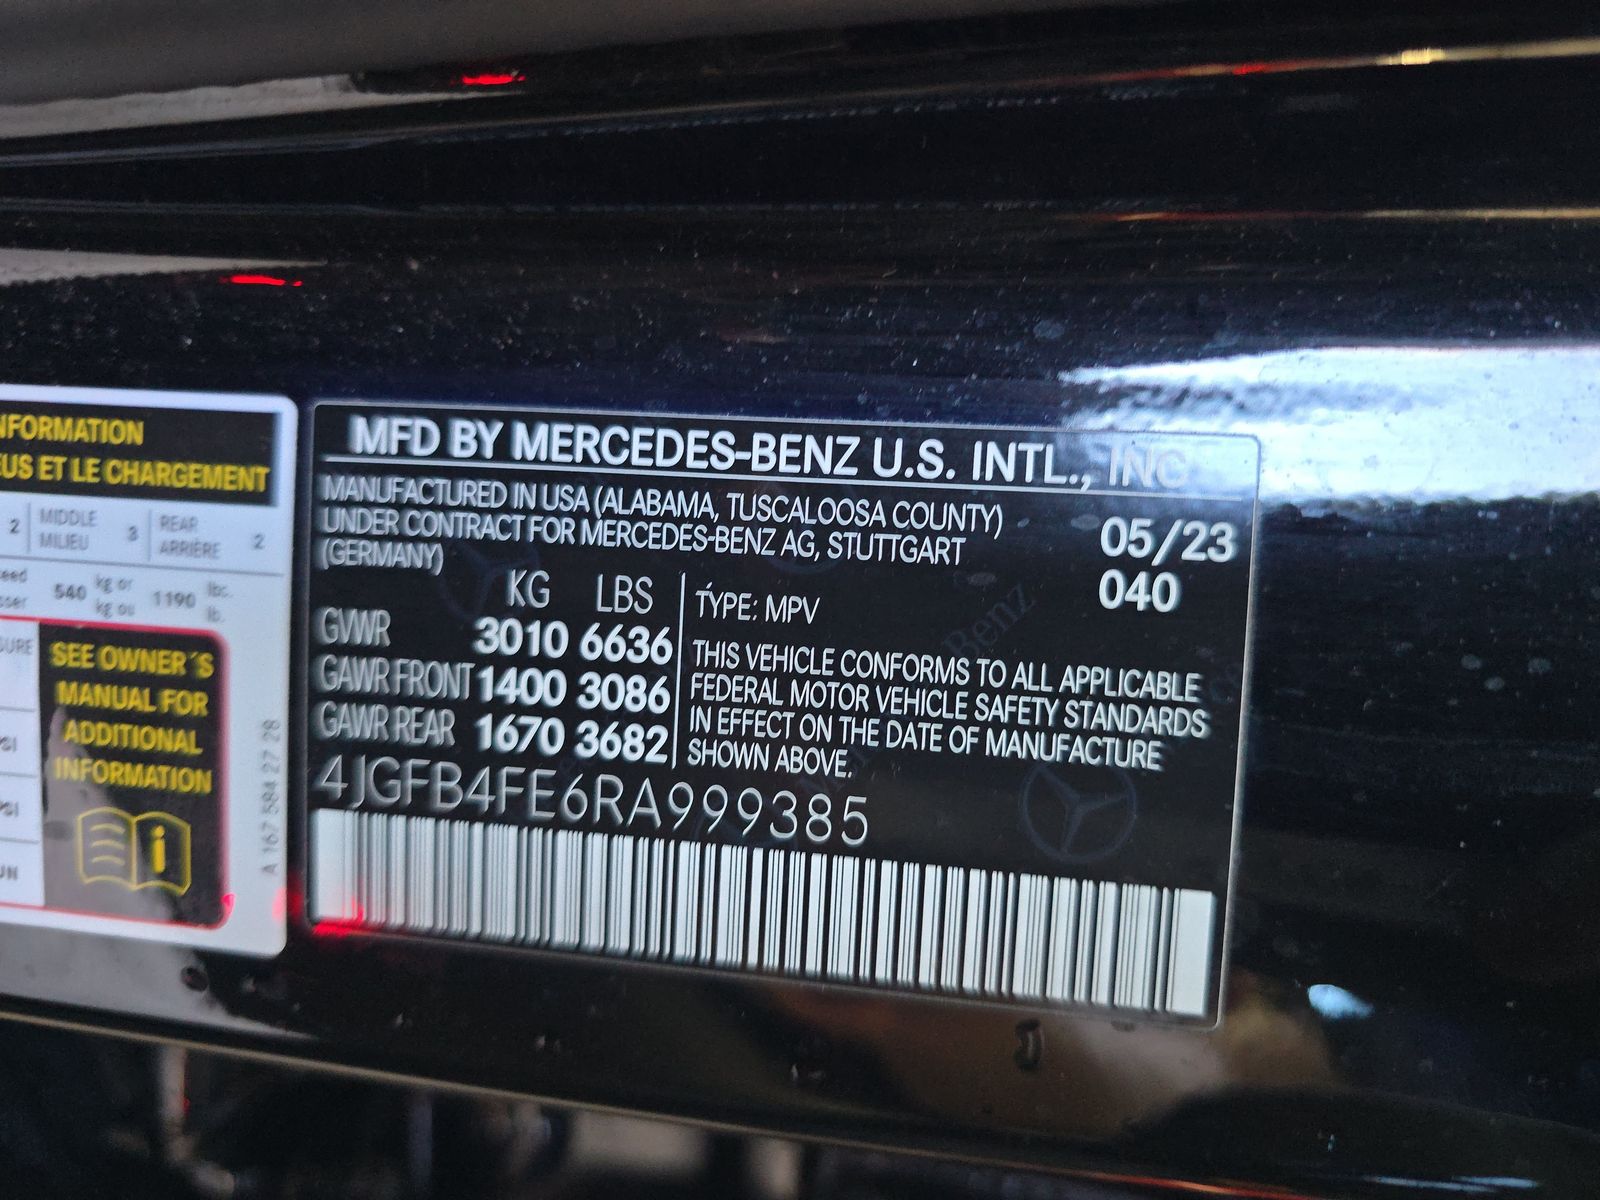 NFORMATION
EUS ET LE CHARGEMENT
2 MIDDLE MILIEU 3 REAR ARRIÈRE 2
540 kg or kg ou 1190 lbs. lb.
SEE OWNER´S
MANUAL FOR
ADDITIONAL
INFORMATION
A 167 584 27 28
MFD BY MERCEDES-BENZ U.S. INTL., INC
MANUFACTURED IN USA (ALABAMA, TUSCALOOSA COUNTY)
UNDER CONTRACT FOR MERCEDES-BENZ AG, STUTTGART
(GERMANY)
05/23
040
KG LBS
GVWR 3010 6636
GAWR FRONT 1400 3086
GAWR REAR 1670 3682
TYPE: MPV
THIS VEHICLE CONFORMS TO ALL APPLICABLE
FEDERAL MOTOR VEHICLE SAFETY STANDARDS
IN EFFECT ON THE DATE OF MANUFACTURE
SHOWN ABOVE.
4JGFB4FE6RA999385